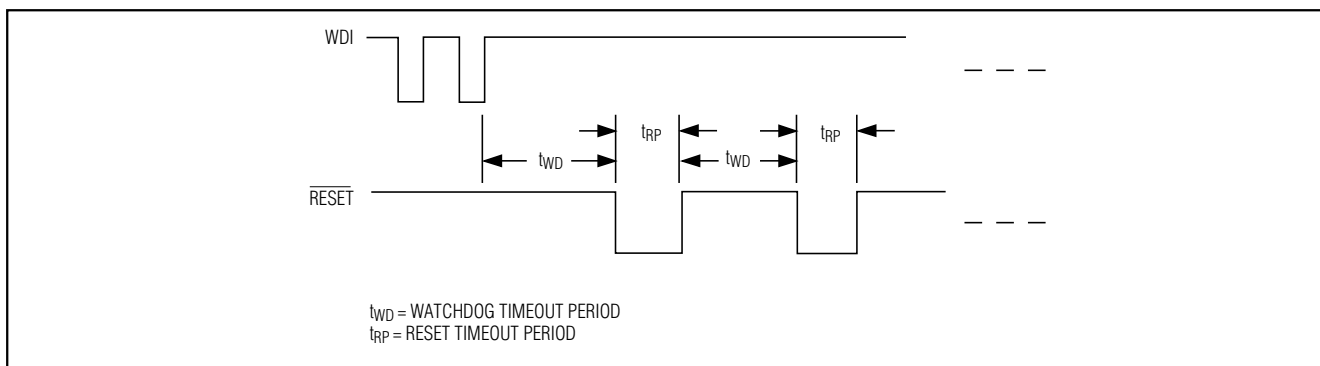 WDI
tRP
tRP
tWD
tWD
RESET
tWD = WATCHDOG TIMEOUT PERIOD
tRP = RESET TIMEOUT PERIOD